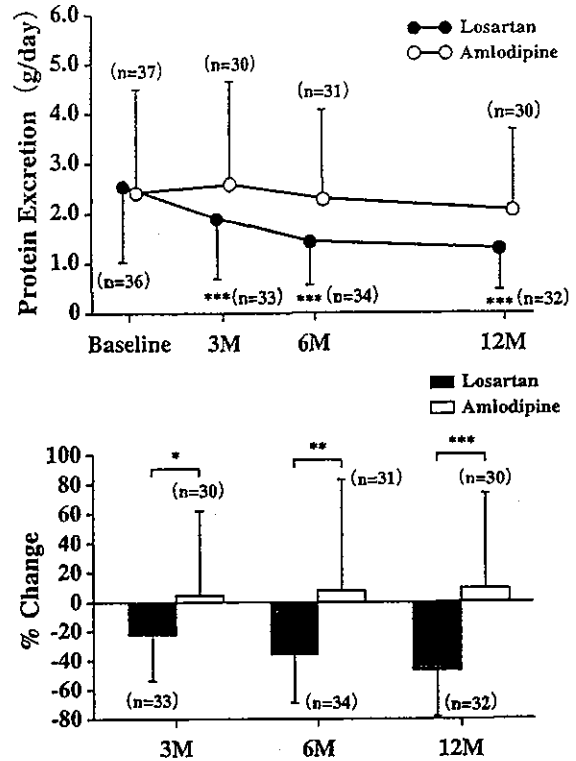 Losartan
Amlodipine
Protein Excretion (g/day)
6.0
5.0
4.0
3.0
2.0
1.0
0
(n=37)
(n=30)
(n=31)
(n=30)
(n=36)
***(n=33)
***(n=34)
***(n=32)
Baseline 3M 6M 12M
Losartan
Amlodipine
% Change
100
80
60
40
20
0
-20
-40
-60
-80
* ** ***
(n=30)
(n=31)
(n=30)
(n=33)
(n=34)
(n=32)
3M 6M 12M